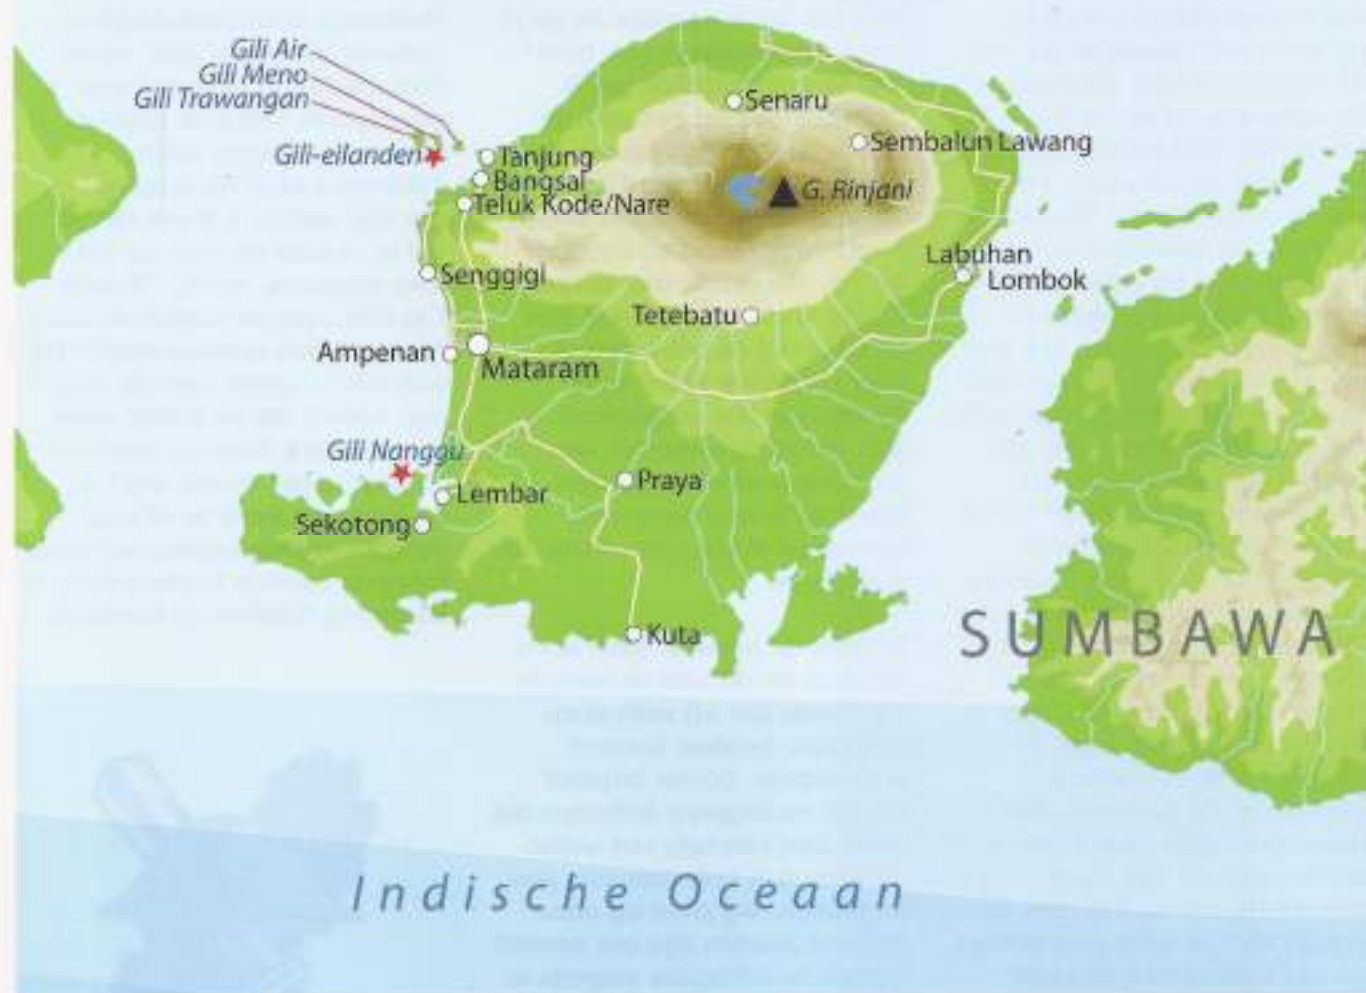 Gili Air
Gili Meno
Gili Trawangan
Gili-eilanden
Senaru
Sembalun Lawang
Tanjung
Bangsal
Teluk Kode/Nare
G. Rinjani
Labuhan
Lombok
Senggigi
Tetebatu
Ampenan
Mataram
Gili Nanggu
Lembar
Praya
Sekotong
Kuta
SUMBAWA
Indische Oceaan